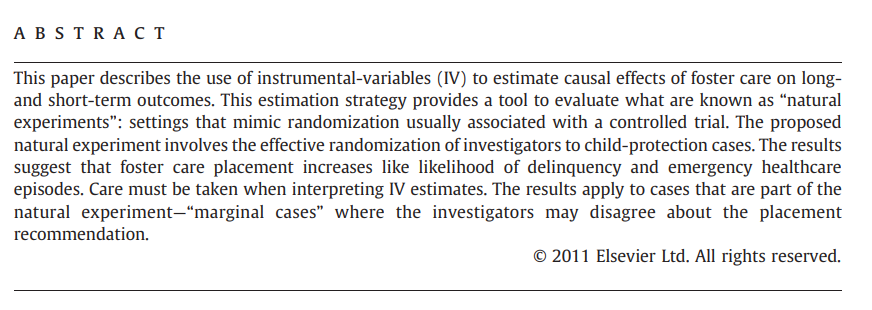 A B S T R A C T
This paper describes the use of instrumental-variables (IV) to estimate causal effects of foster care on long-
and short-term outcomes. This estimation strategy provides a tool to evaluate what are known as “natural
experiments”: settings that mimic randomization usually associated with a controlled trial. The proposed
natural experiment involves the effective randomization of investigators to child-protection cases. The results
suggest that foster care placement increases like likelihood of delinquency and emergency healthcare
episodes. Care must be taken when interpreting IV estimates. The results apply to cases that are part of the
natural experiment—“marginal cases” where the investigators may disagree about the placement
recommendation.
© 2011 Elsevier Ltd. All rights reserved.